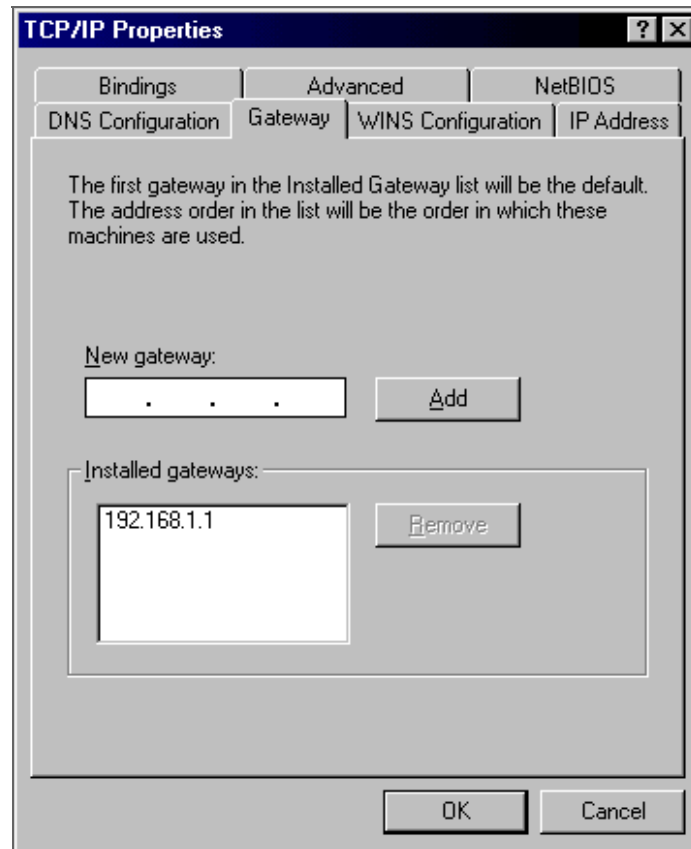 TCP/IP Properties
? X
Bindings Advanced NetBIOS
DNS Configuration Gateway WINS Configuration IP Address
The first gateway in the Installed Gateway list will be the default.
The address order in the list will be the order in which these
machines are used.
New gateway:
. . . Add
Installed gateways:
192.168.1.1 Remove
OK Cancel